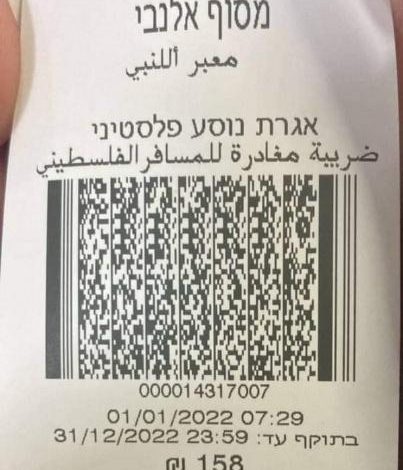 מסוף אלנבי
معبر أللنبي
אגרת נוסע פלסטיני
ضريبة مغادرة للمسافر الفلسطيني
000014317007
01/01/2022 07:29
בתוקף עד: 31/12/2022 23:59
158 ₪